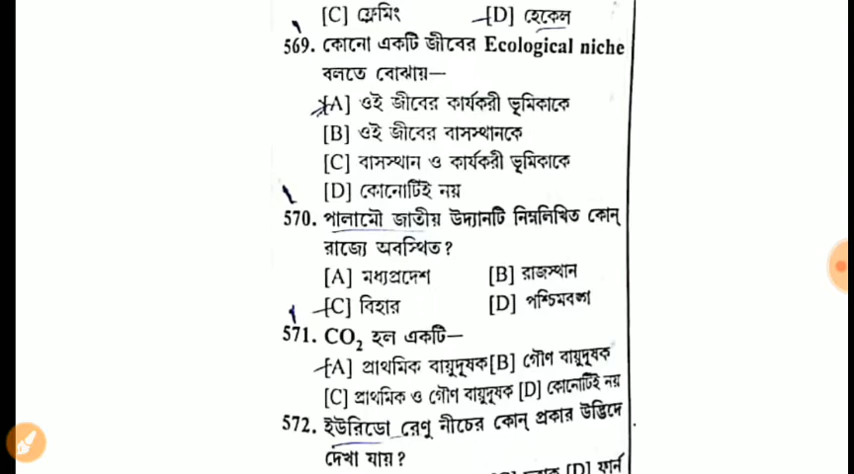 [C] ফ্লেমিং [D] হেকেল
569. কোনো একটি জীবের Ecological niche
বলতে বোঝায়—
[A] ওই জীবের কার্যকরী ভূমিকাকে
[B] ওই জীবের বাসস্থানকে
[C] বাসস্থান ও কার্যকরী ভূমিকাকে
[D] কোনোটিই নয়
570. পালামৌ জাতীয় উদ্যানটি নিম্নলিখিত কোন্
রাজ্যে অবস্থিত?
[A] মধ্যপ্রদেশ [B] রাজস্থান
[C] বিহার [D] পশ্চিমবঙ্গ
571. CO₂ হল একটি—
[A] প্রাথমিক বায়ুদূষক [B] গৌণ বায়ুদূষক
[C] প্রাথমিক ও গৌণ বায়ুদূষক [D] কোনোটিই নয়
572. ইউরিডো রেণু নীচের কোন্ প্রকার উদ্ভিদে
দেখা যায়?
[D] ফার্ন